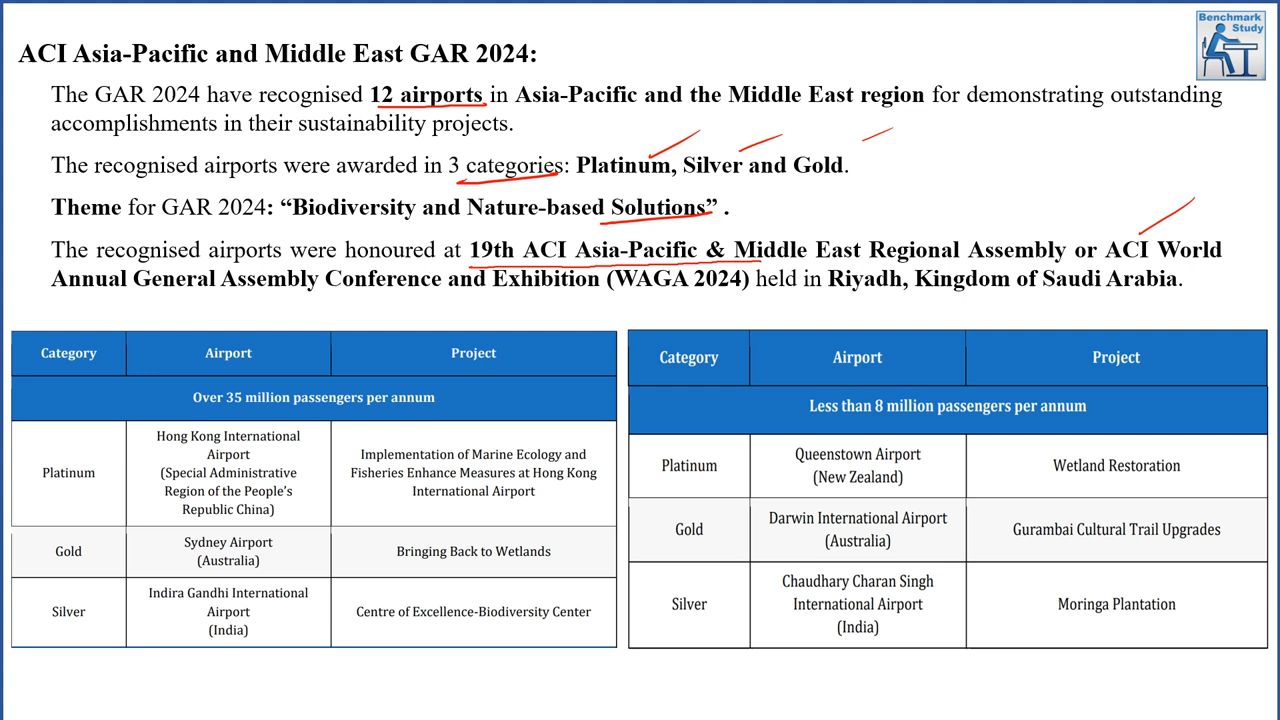 Benchmark
Study
ACI Asia-Pacific and Middle East GAR 2024:
The GAR 2024 have recognised 12 airports in Asia-Pacific and the Middle East region for demonstrating outstanding
accomplishments in their sustainability projects.
The recognised airports were awarded in 3 categories: Platinum, Silver and Gold.
Theme for GAR 2024: “Biodiversity and Nature-based Solutions” .
The recognised airports were honoured at 19th ACI Asia-Pacific & Middle East Regional Assembly or ACI World
Annual General Assembly Conference and Exhibition (WAGA 2024) held in Riyadh, Kingdom of Saudi Arabia.
Category Airport Project
Over 35 million passengers per annum
Platinum
Hong Kong International
Airport
(Special Administrative
Region of the People’s
Republic China)
Implementation of Marine Ecology and
Fisheries Enhance Measures at Hong Kong
International Airport
Gold
Sydney Airport
(Australia)
Bringing Back to Wetlands
Silver
Indira Gandhi International
Airport
(India)
Centre of Excellence-Biodiversity Center
Category Airport Project
Less than 8 million passengers per annum
Platinum
Queenstown Airport
(New Zealand)
Wetland Restoration
Gold
Darwin International Airport
(Australia)
Gurambai Cultural Trail Upgrades
Silver
Chaudhary Charan Singh
International Airport
(India)
Moringa Plantation